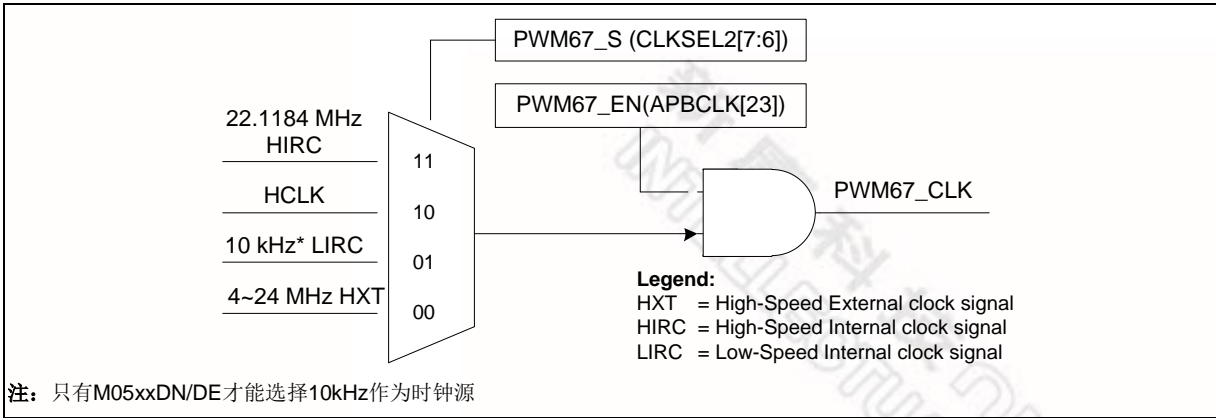 PWM67_S (CLKSEL2[7:6])
PWM67_EN(APBCLK[23])
22.1184 MHz
HIRC
11
HCLK
10
PWM67_CLK
10 kHz* LIRC
01
4~24 MHz HXT
00
Legend:
HXT = High-Speed External clock signal
HIRC = High-Speed Internal clock signal
LIRC = Low-Speed Internal clock signal
注：只有M05xxDN/DE才能选择10kHz作为时钟源